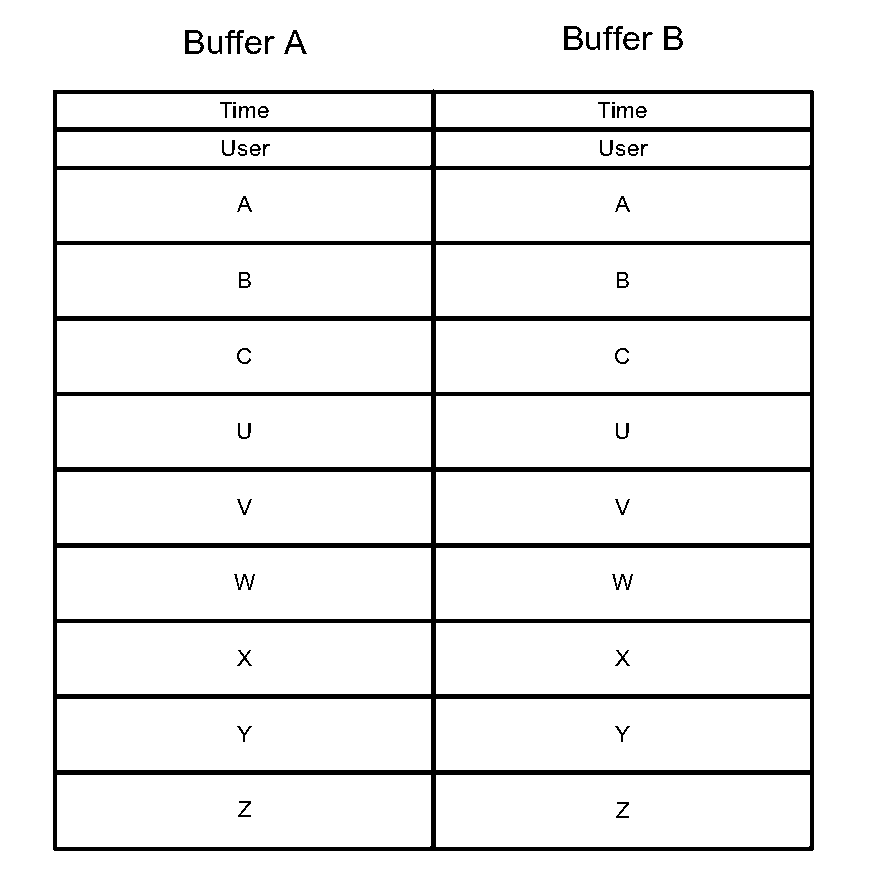 Buffer A Buffer B
Time Time
User User
A A
B B
C C
U U
V V
W W
X X
Y Y
Z Z